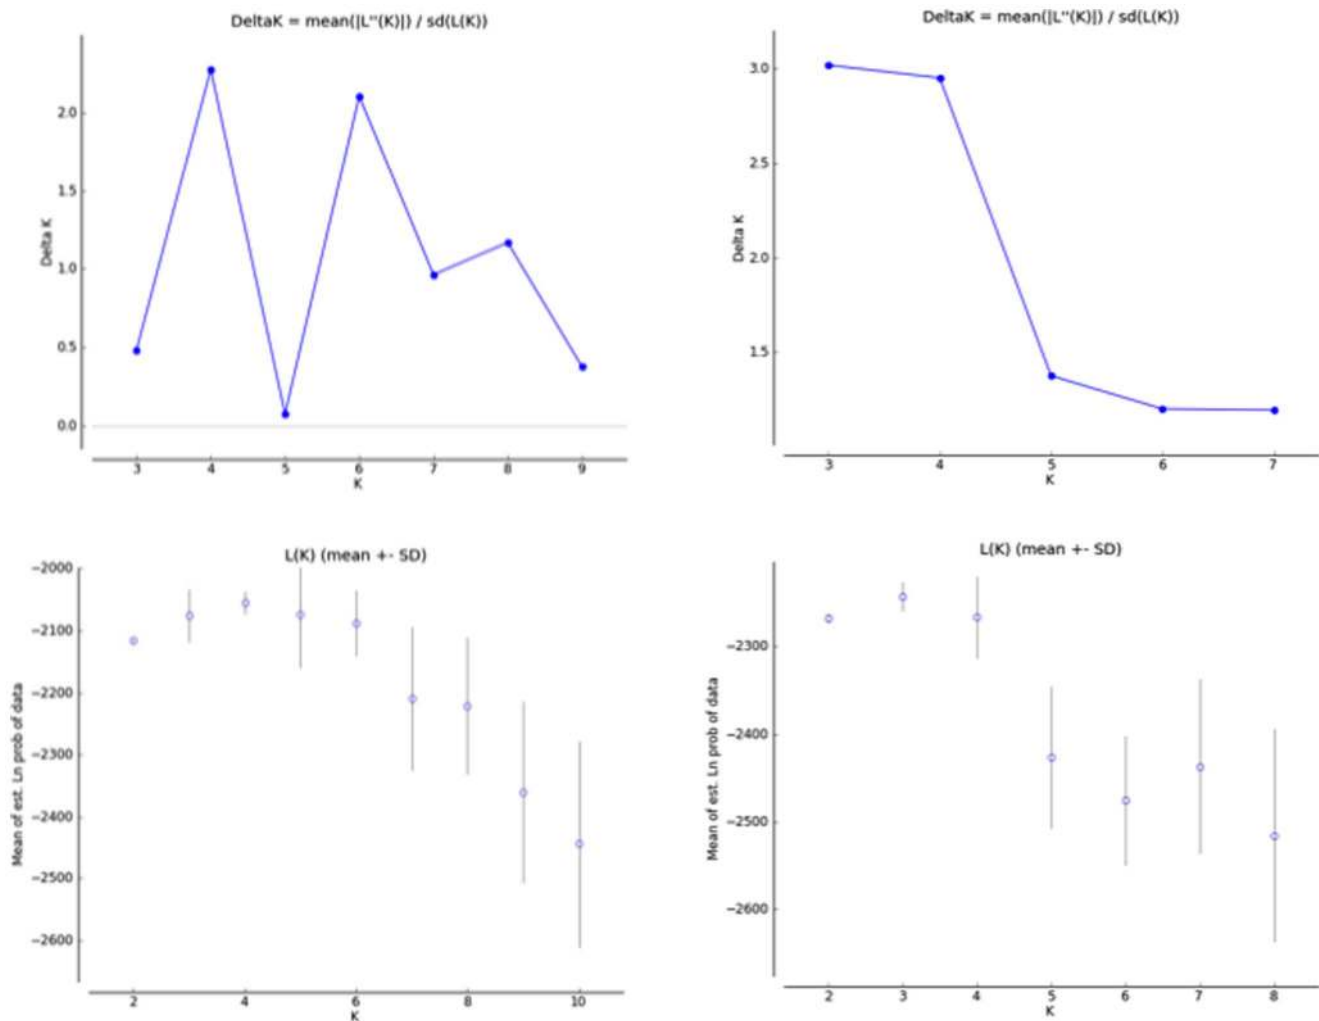 DeltaK = mean(|L"(K)|) / sd(L(K))
2.0
1.5
1.0
0.5
0.0
Delta K
3 4 5 6 7 8 9
K
DeltaK = mean(|L"(K)|) / sd(L(K))
3.0
2.5
2.0
1.5
Delta K
3 4 5 6 7
K
L(K) (mean +- SD)
−2000
−2100
−2200
−2300
−2400
−2500
−2600
Mean of est. Ln prob of data
2 4 6 8 10
K
L(K) (mean +- SD)
−2300
−2400
−2500
−2600
Mean of est. Ln prob of data
2 3 4 5 6 7 8
K